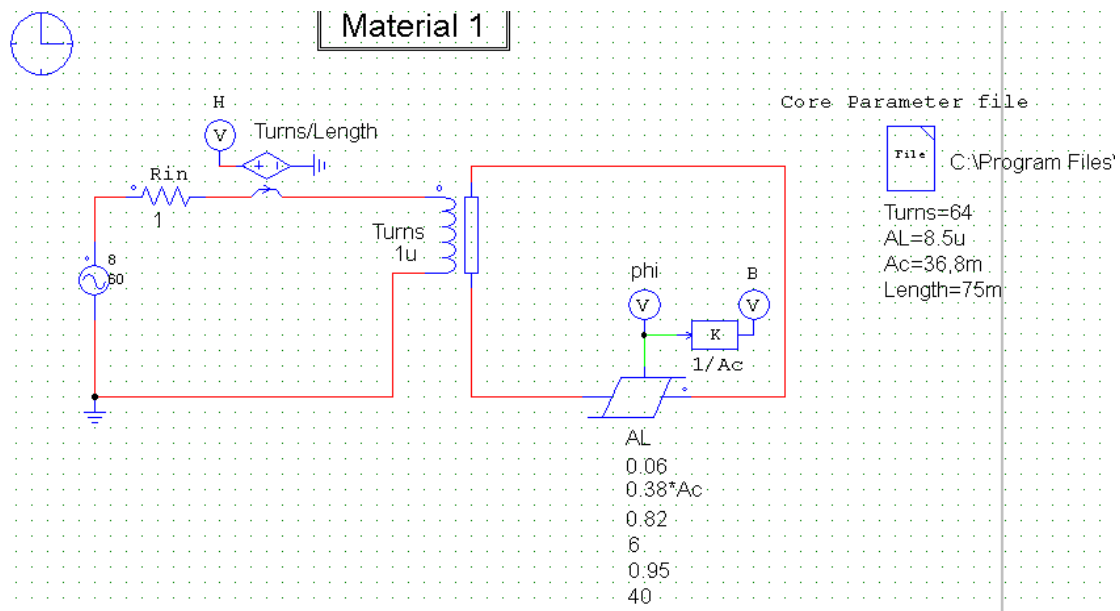 Material 1
Core Parameter file
H
V
Turns/Length
+ -
File
C:\Program Files\
Rin
1
Turns=64
AL=8.5u
Ac=36,8m
Length=75m
Turns
1u
8
60
phi
B
V
V
K
1/Ac
AL
0.06
0.38*Ac
0.82
6
0.95
40